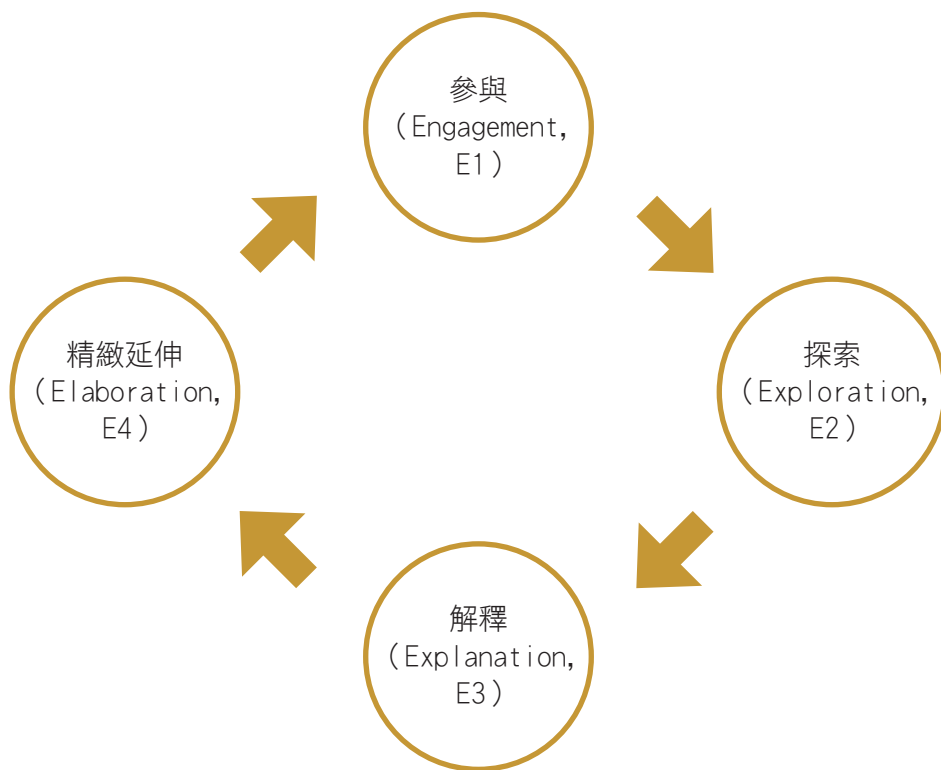 參與
（Engagement,
E1）
探索
（Exploration,
E2）
解釋
（Explanation,
E3）
精緻延伸
（Elaboration,
E4）